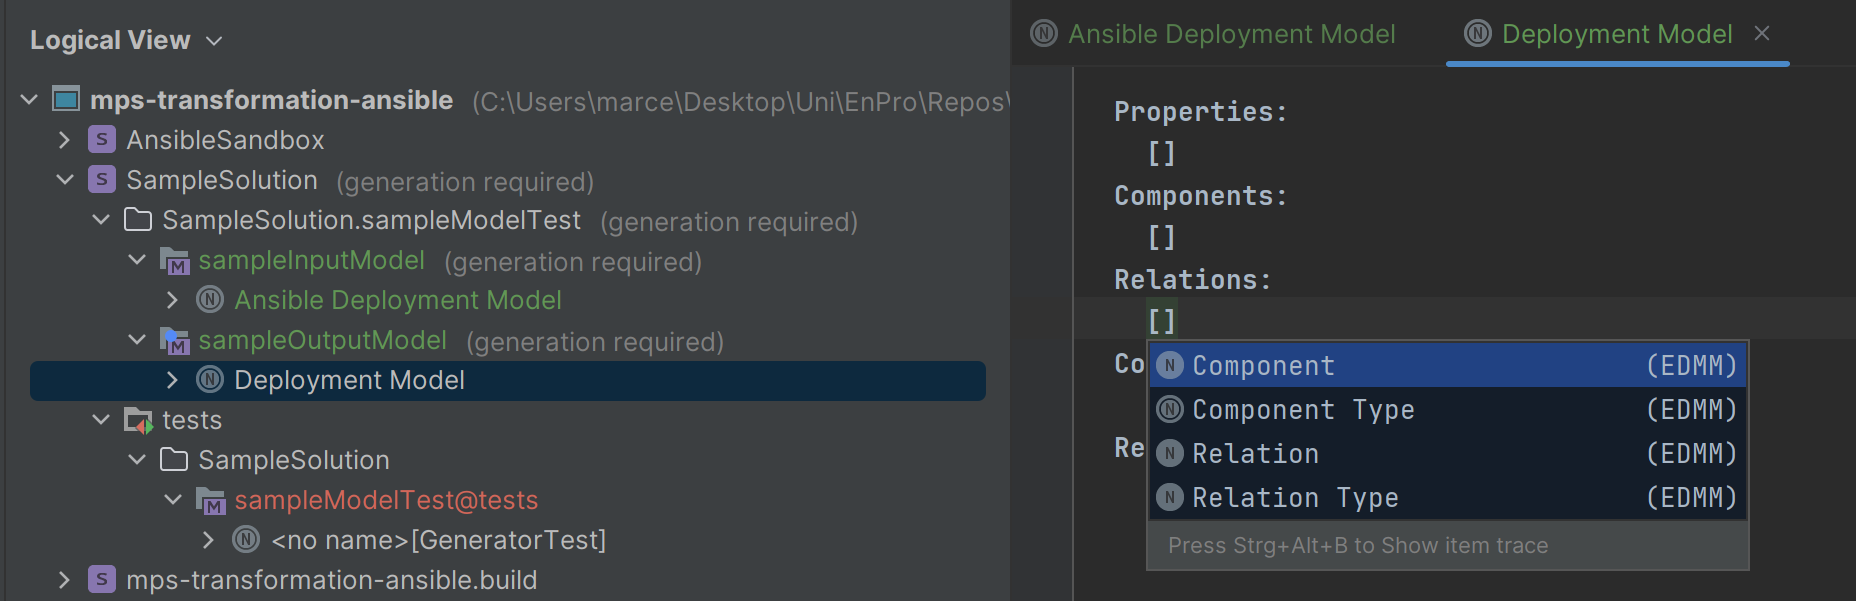 Logical View
mps-transformation-ansible (C:\Users\marce\Desktop\Uni\EnPro\Repos\
S AnsibleSandbox
S SampleSolution (generation required)
SampleSolution.sampleModelTest (generation required)
M sampleInputModel (generation required)
N Ansible Deployment Model
M sampleOutputModel (generation required)
N Deployment Model
tests
SampleSolution
M sampleModelTest@tests
N <no name>[GeneratorTest]
S mps-transformation-ansible.build
N Ansible Deployment Model
N Deployment Model ×
Properties:
[]
Components:
[]
Relations:
[]
Co
N Component (EDMM)
N Component Type (EDMM)
Re
N Relation (EDMM)
N Relation Type (EDMM)
Press Strg+Alt+B to Show item trace